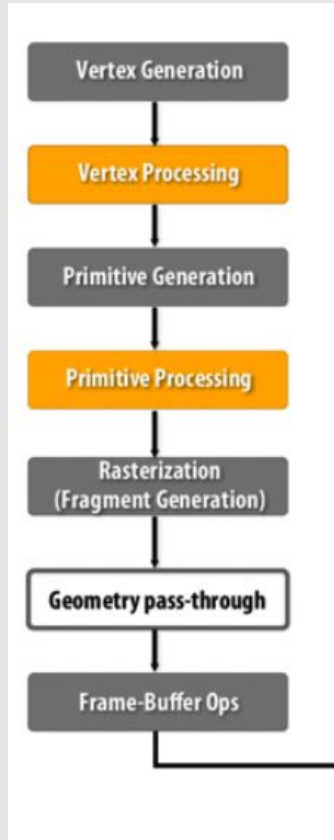 Vertex Generation
Vertex Processing
Primitive Generation
Primitive Processing
Rasterization
(Fragment Generation)
Geometry pass-through
Frame-Buffer Ops